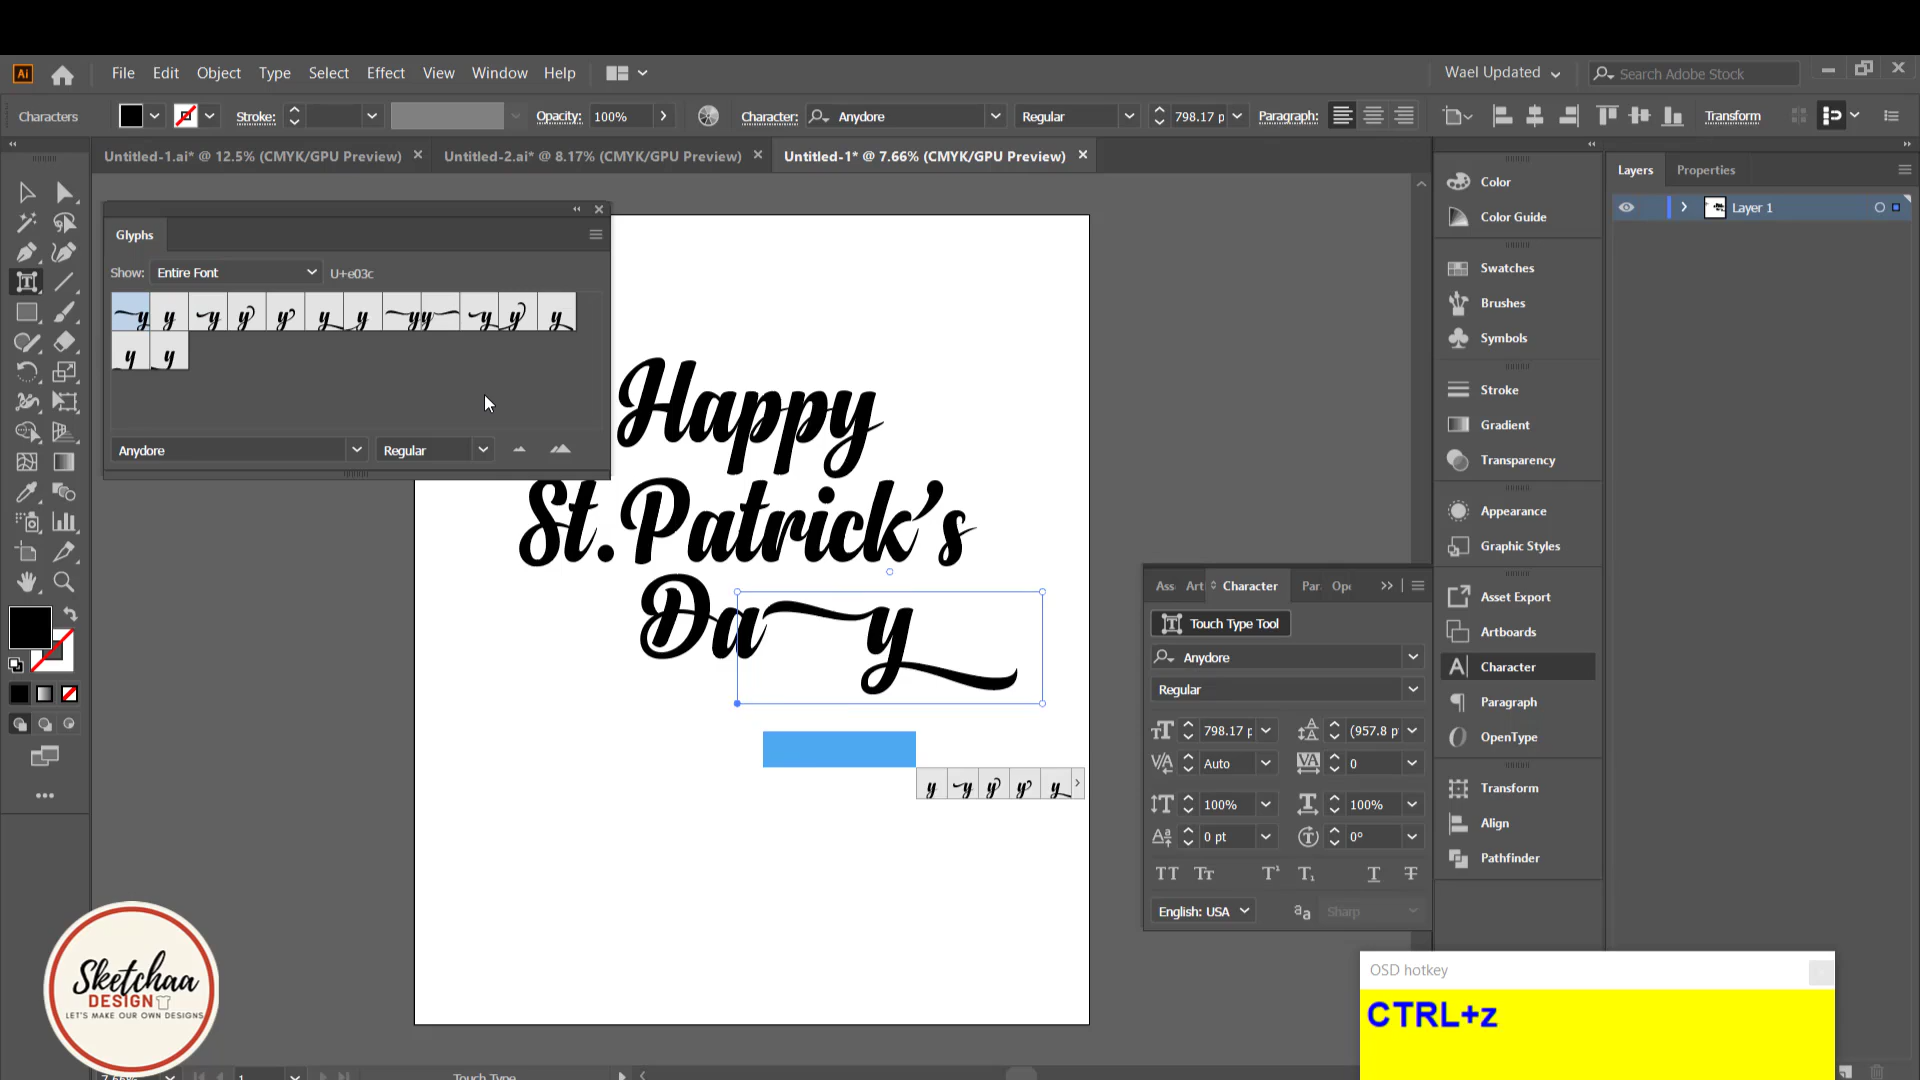 Ai File Edit Object Type Select Effect View Window Help Wael Updated Search Adobe Stock
Characters Stroke: Opacity: 100% Character: Anydore Regular 798.17 p Paragraph: Transform
Untitled-1.ai* @ 12.5% (CMYK/GPU Preview) Untitled-2.ai* @ 8.17% (CMYK/GPU Preview) Untitled-1* @ 7.66% (CMYK/GPU Preview)
Glyphs
Show: Entire Font U+e03c
y y y y y y y y y y y y
y y
Anydore Regular
Happy
St.Patrick's
Day
y y y y y
Layers Properties
Layer 1
Color
Color Guide
Swatches
Brushes
Symbols
Stroke
Gradient
Transparency
Appearance
Graphic Styles
Asset Export
Artboards
Character
Paragraph
OpenType
Transform
Align
Pathfinder
Ass Art Character Par Ope
Touch Type Tool
Anydore
Regular
798.17 p (957.8 p
Auto 0
100% 100%
0 pt 0°
English: USA Sharp
Sketchaa
DESIGN
LET'S MAKE OUR OWN DESIGNS
OSD hotkey
CTRL+z
7.66% 1 Touch Type